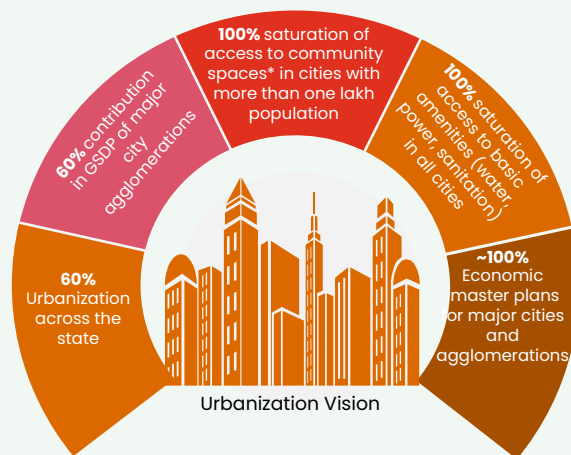 60%
Urbanization
across the
state
60% contribution
in GSDP of major
city
agglomerations
100% saturation of
access to community
spaces* in cities with
more than one lakh
population
100% saturation of
access to basic
amenities (water,
power, sanitation)
in all cities
~100%
Economic
master plans
for major cities
and
agglomerations
Urbanization Vision